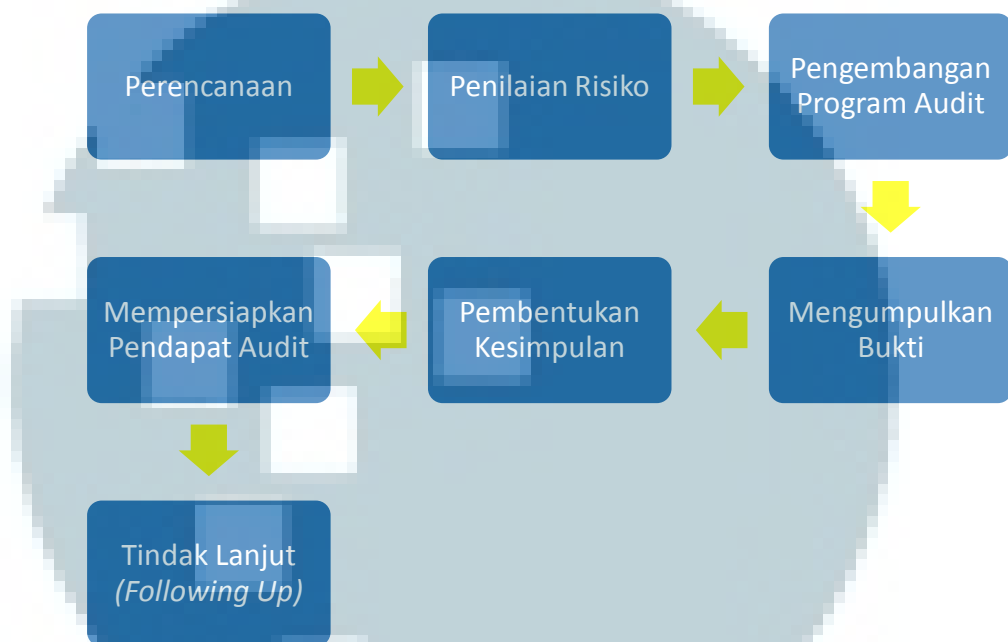 Perencanaan
Penilaian Risiko
Pengembangan
Program Audit
Mengumpulkan
Bukti
Pembentukan
Kesimpulan
Mempersiapkan
Pendapat Audit
Tindak Lanjut
(Following Up)